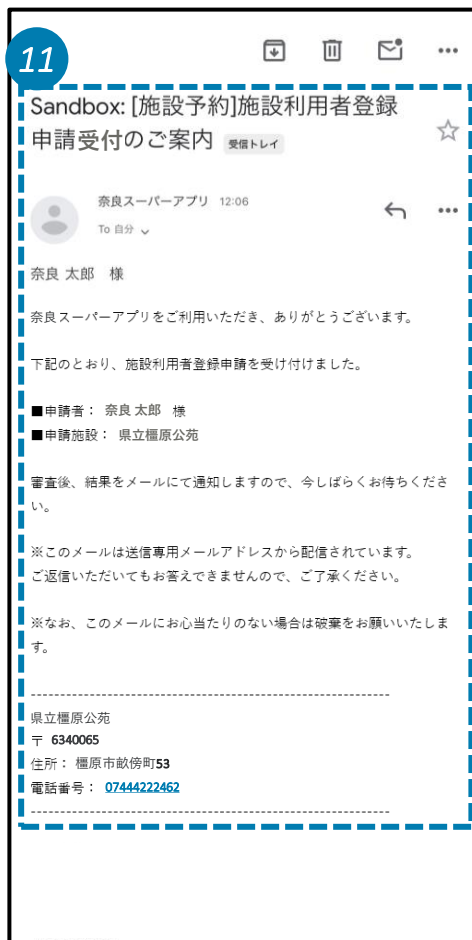 11
Sandbox: [施設予約]施設利用者登録
申請受付のご案内 受信トレイ
奈良スーパーアプリ 12:06
To 自分
奈良 太郎 様
奈良スーパーアプリをご利用いただき、ありがとうございます。
下記のとおり、施設利用者登録申請を受け付けました。
■申請者： 奈良 太郎 様
■申請施設： 県立橿原公苑
審査後、結果をメールにて通知しますので、今しばらくお待ちくださ
い。
※このメールは送信専用メールアドレスから配信されています。
ご返信いただいてもお答えできませんので、ご了承ください。
※なお、このメールにお心当たりのない場合は破棄をお願いいたしま
す。
------------------------------------------------------------
県立橿原公苑
〒 6340065
住所： 橿原市畝傍町53
電話番号： 07444222462
------------------------------------------------------------